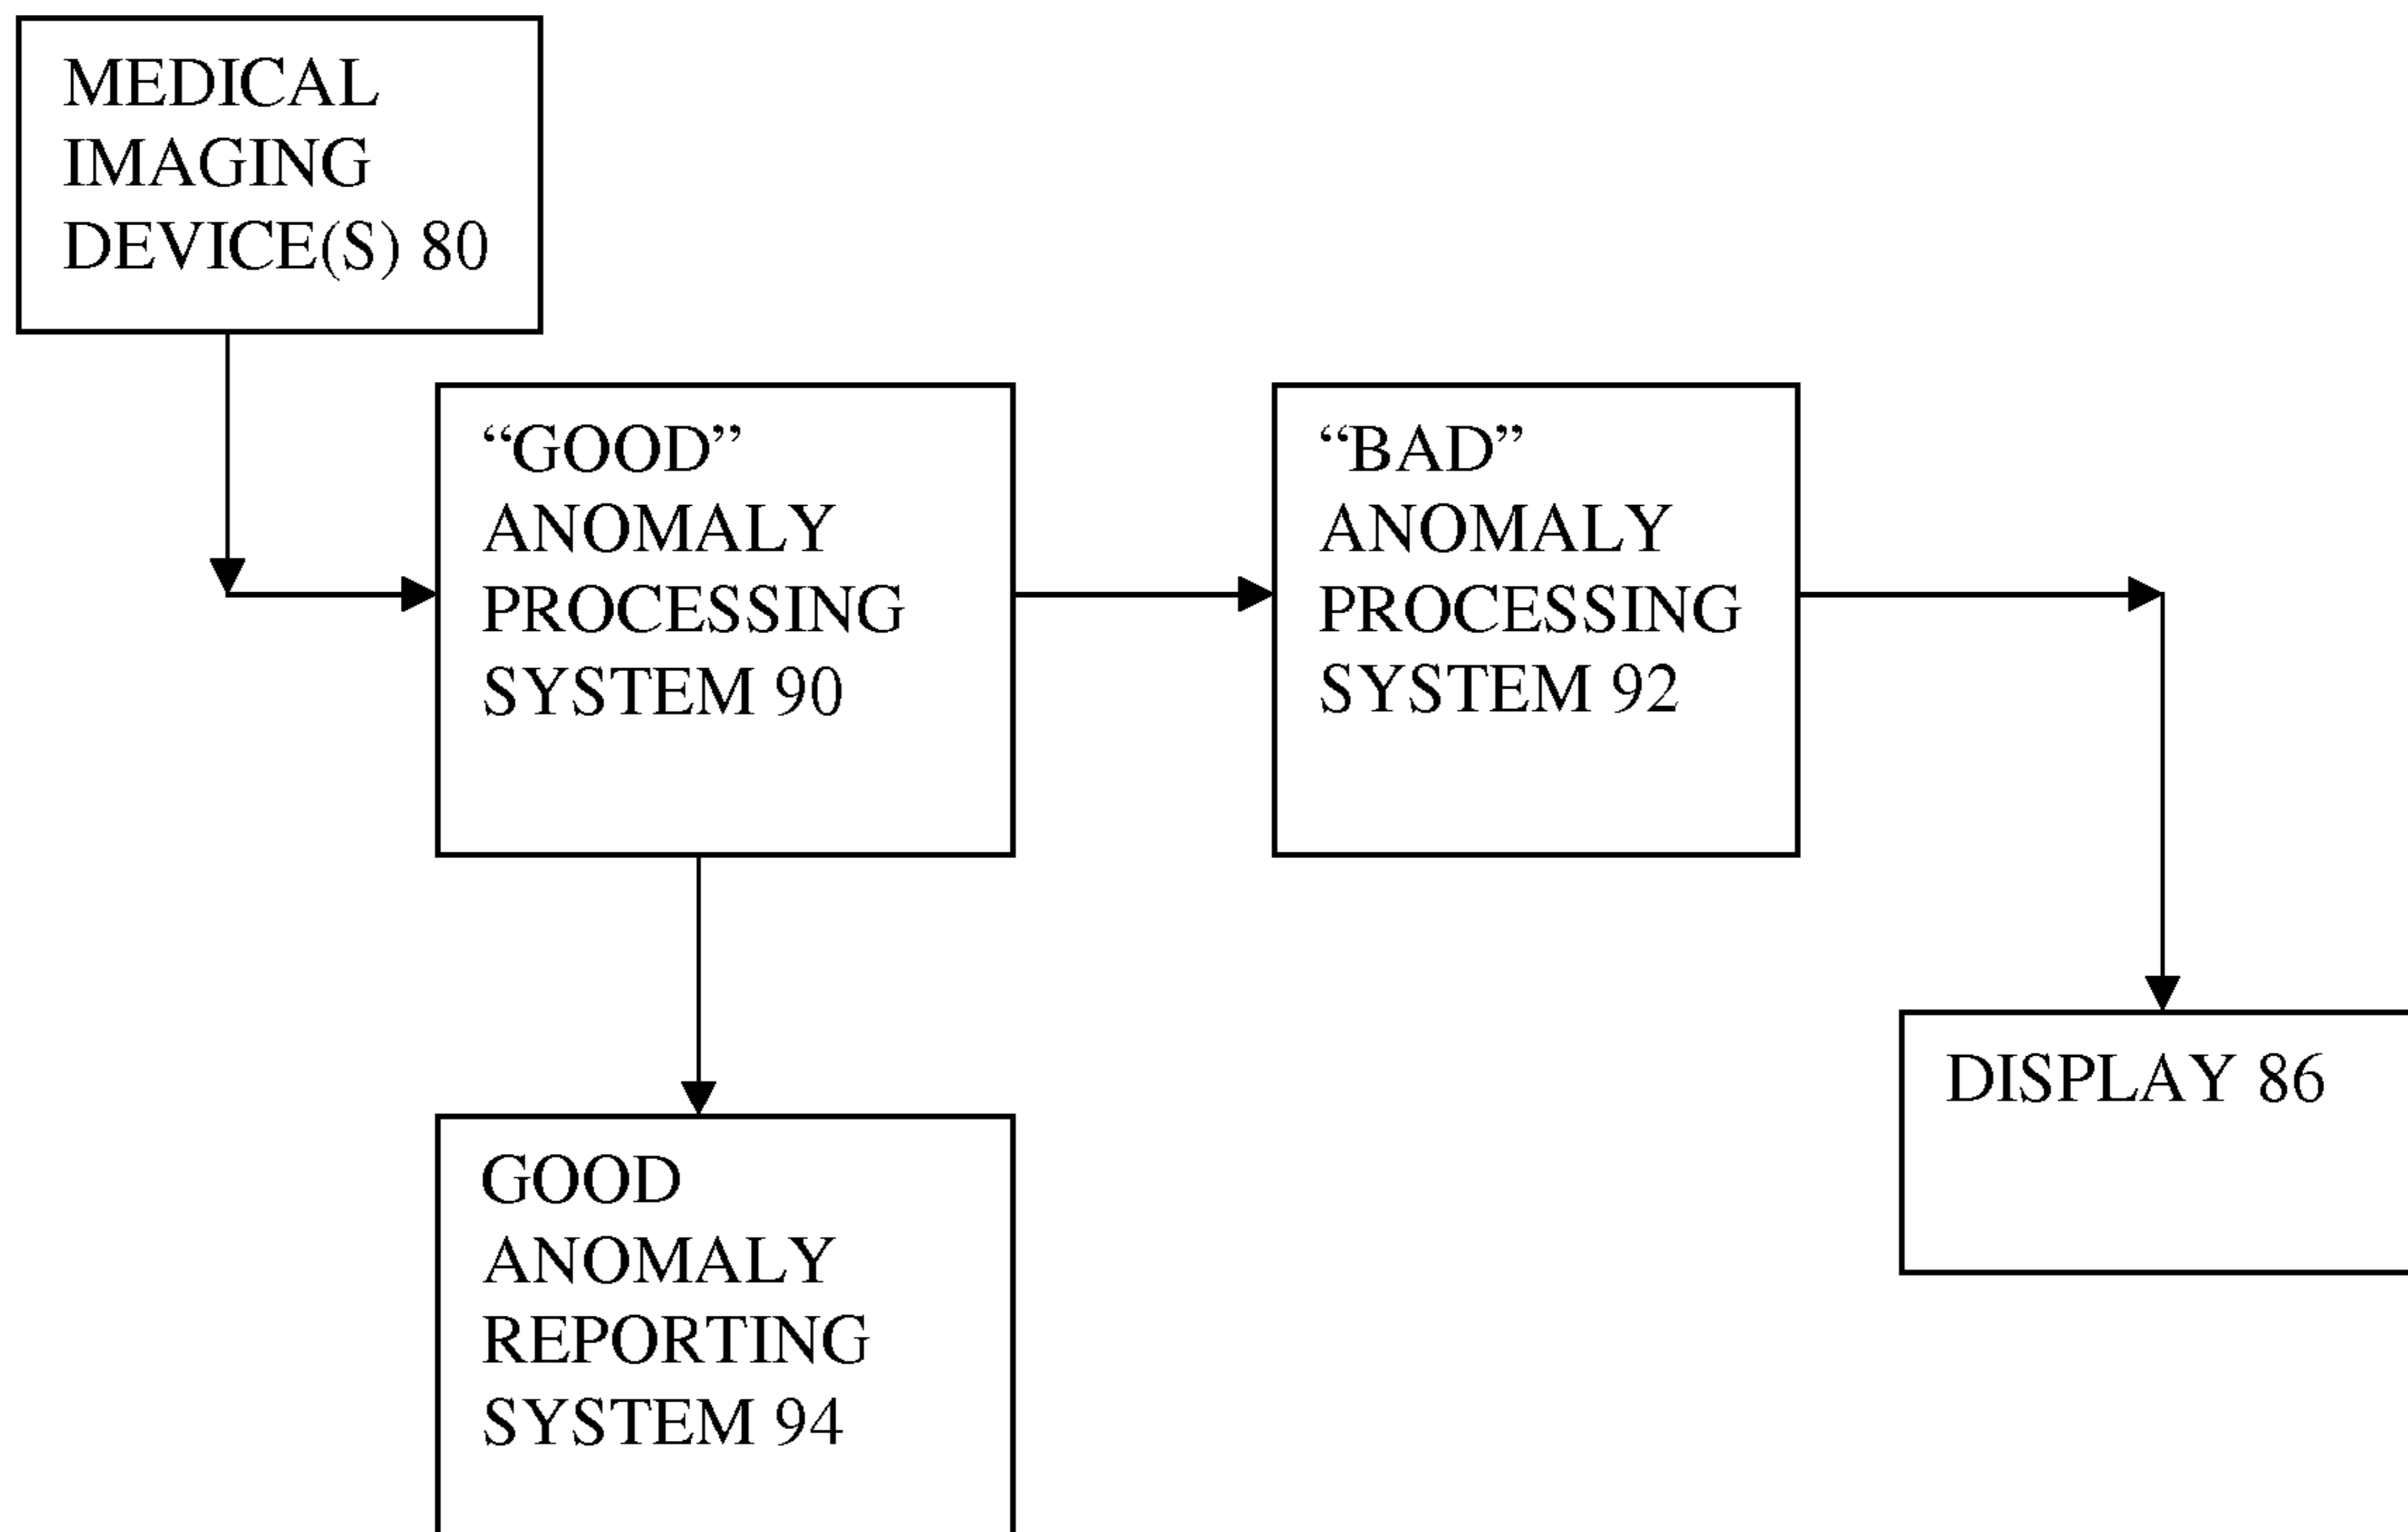 MEDICAL
IMAGING
DEVICE(S) 80
“GOOD”
ANOMALY
PROCESSING
SYSTEM 90
“BAD”
ANOMALY
PROCESSING
SYSTEM 92
DISPLAY 86
GOOD
ANOMALY
REPORTING
SYSTEM 94